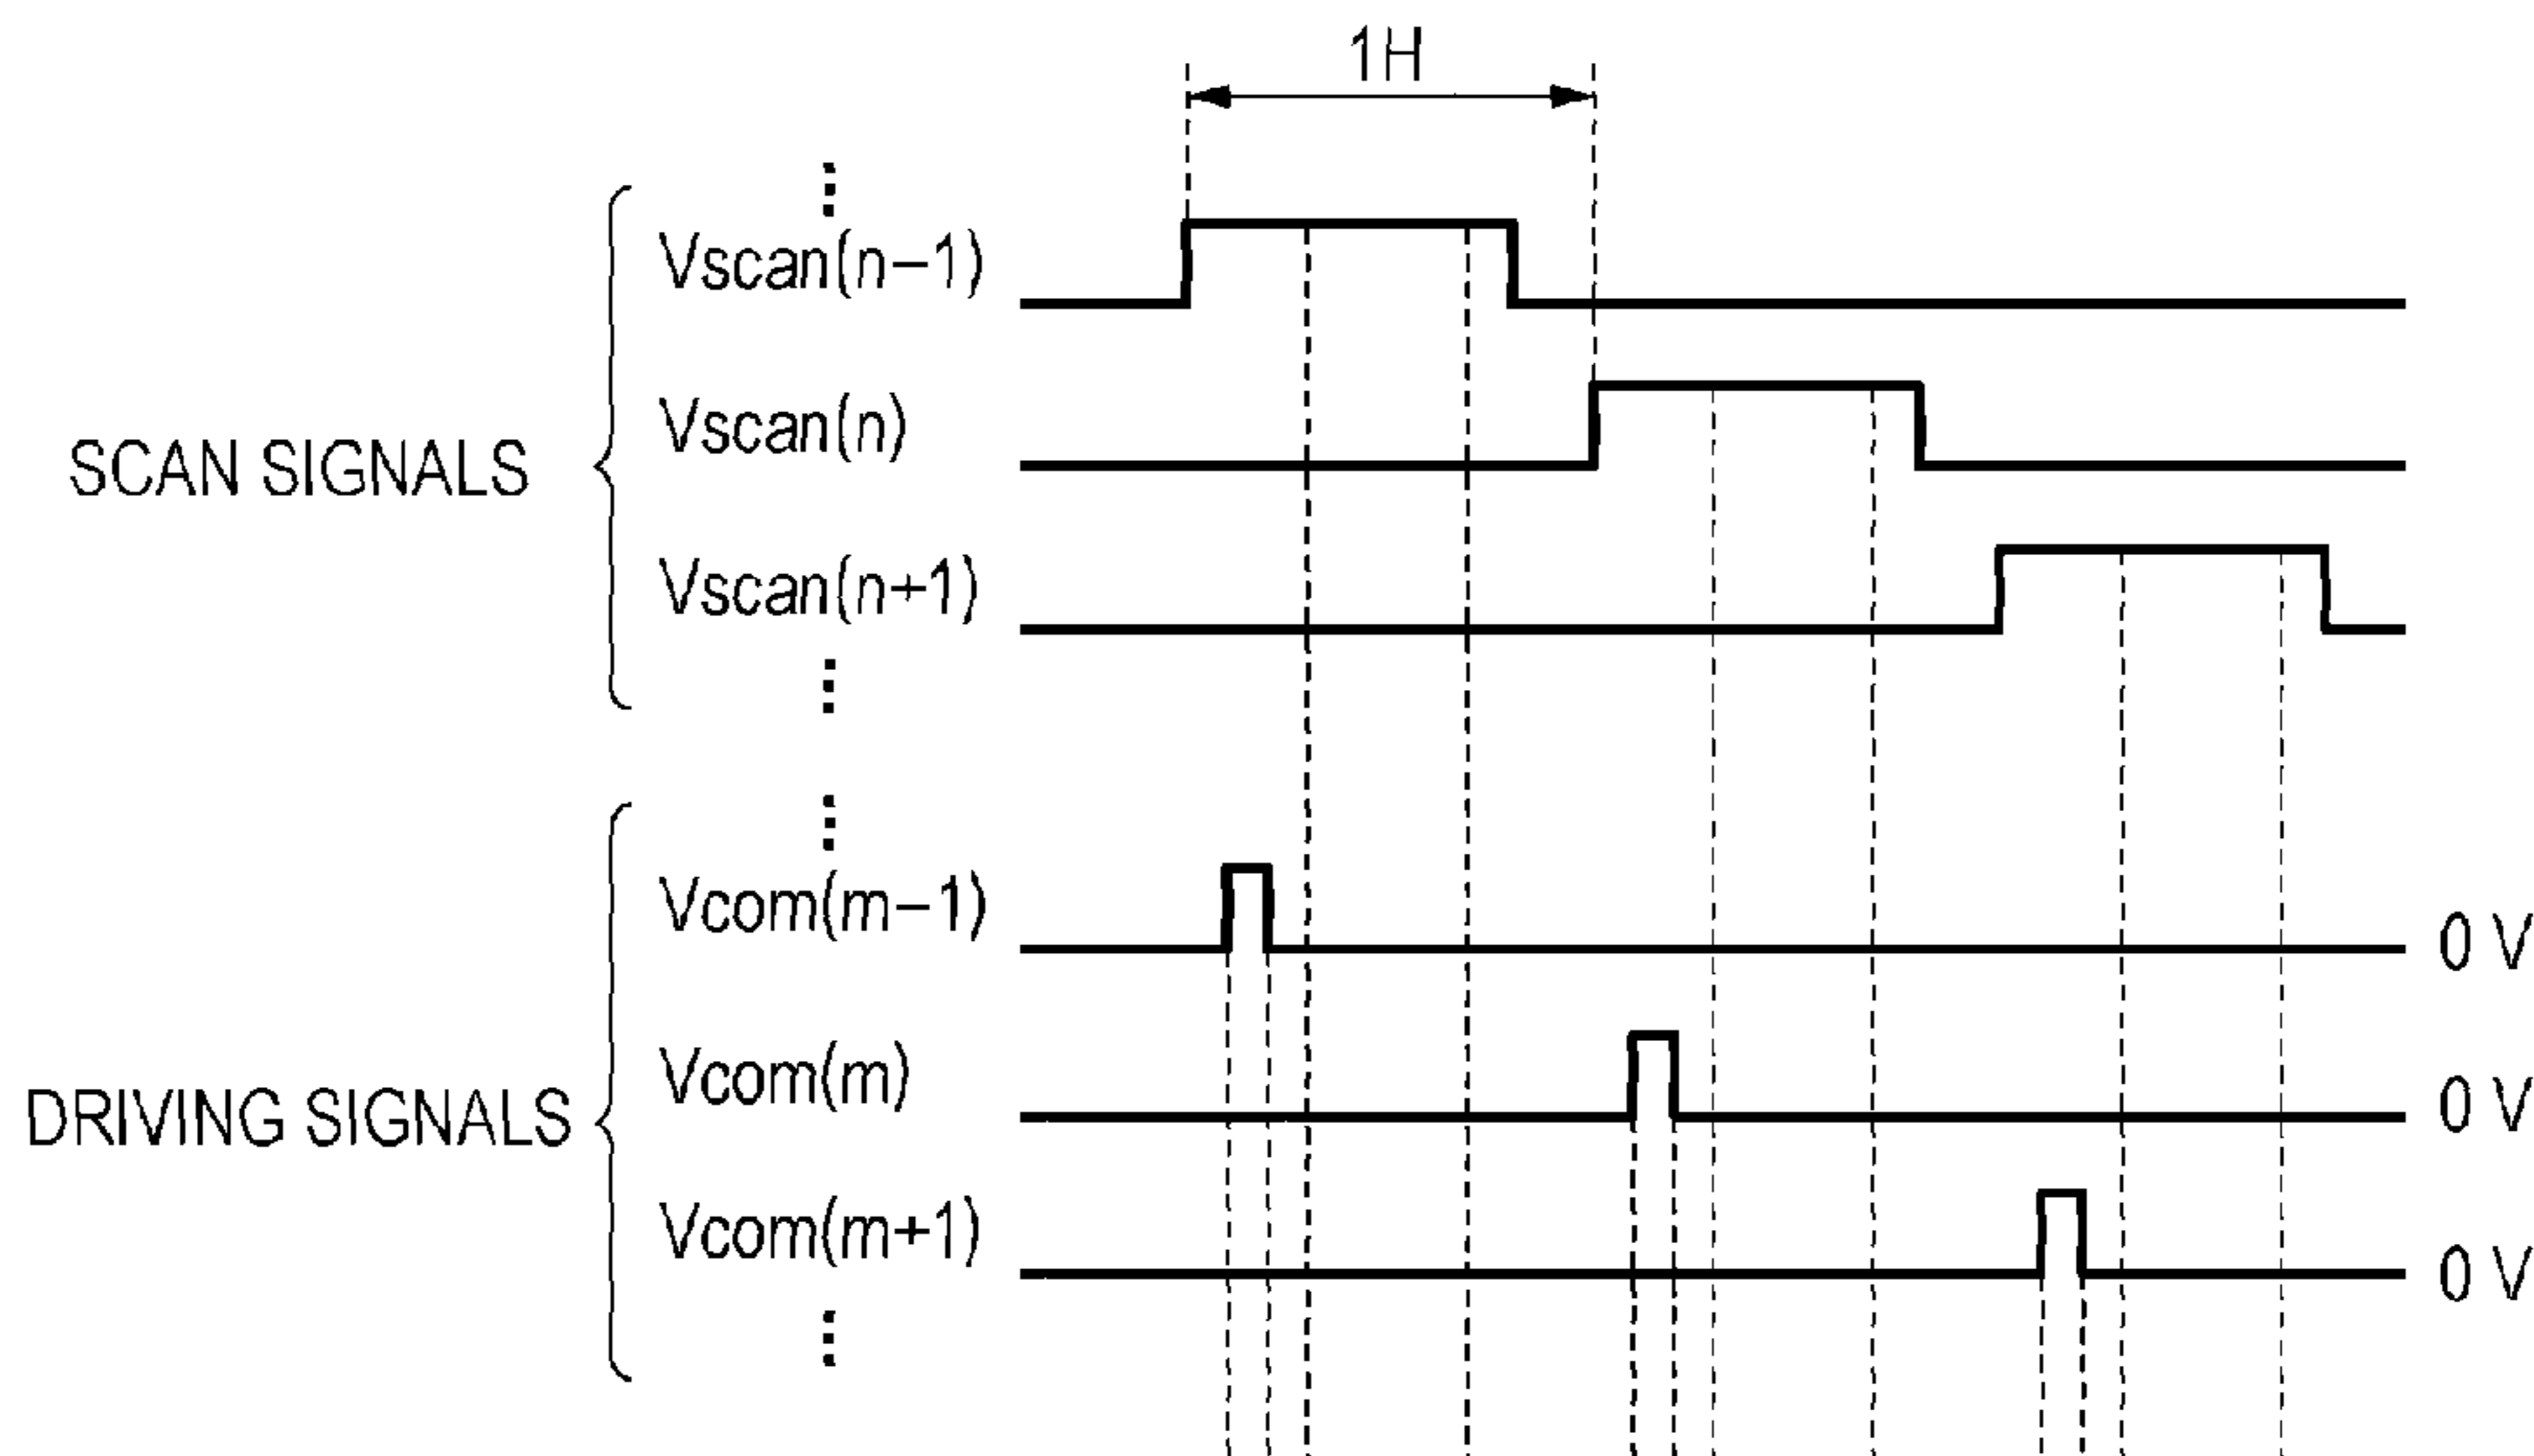 1H
Vscan(n−1)
Vscan(n)
SCAN SIGNALS
Vscan(n+1)
Vcom(m−1)
0 V
Vcom(m)
0 V
DRIVING SIGNALS
Vcom(m+1)
0 V